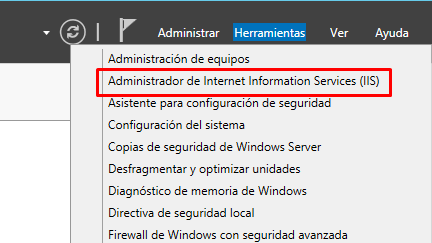 Administrar Herramientas Ver Ayuda
Administración de equipos
Administrador de Internet Information Services (IIS)
Asistente para configuración de seguridad
Configuración del sistema
Copias de seguridad de Windows Server
Desfragmentar y optimizar unidades
Diagnóstico de memoria de Windows
Directiva de seguridad local
Firewall de Windows con seguridad avanzada